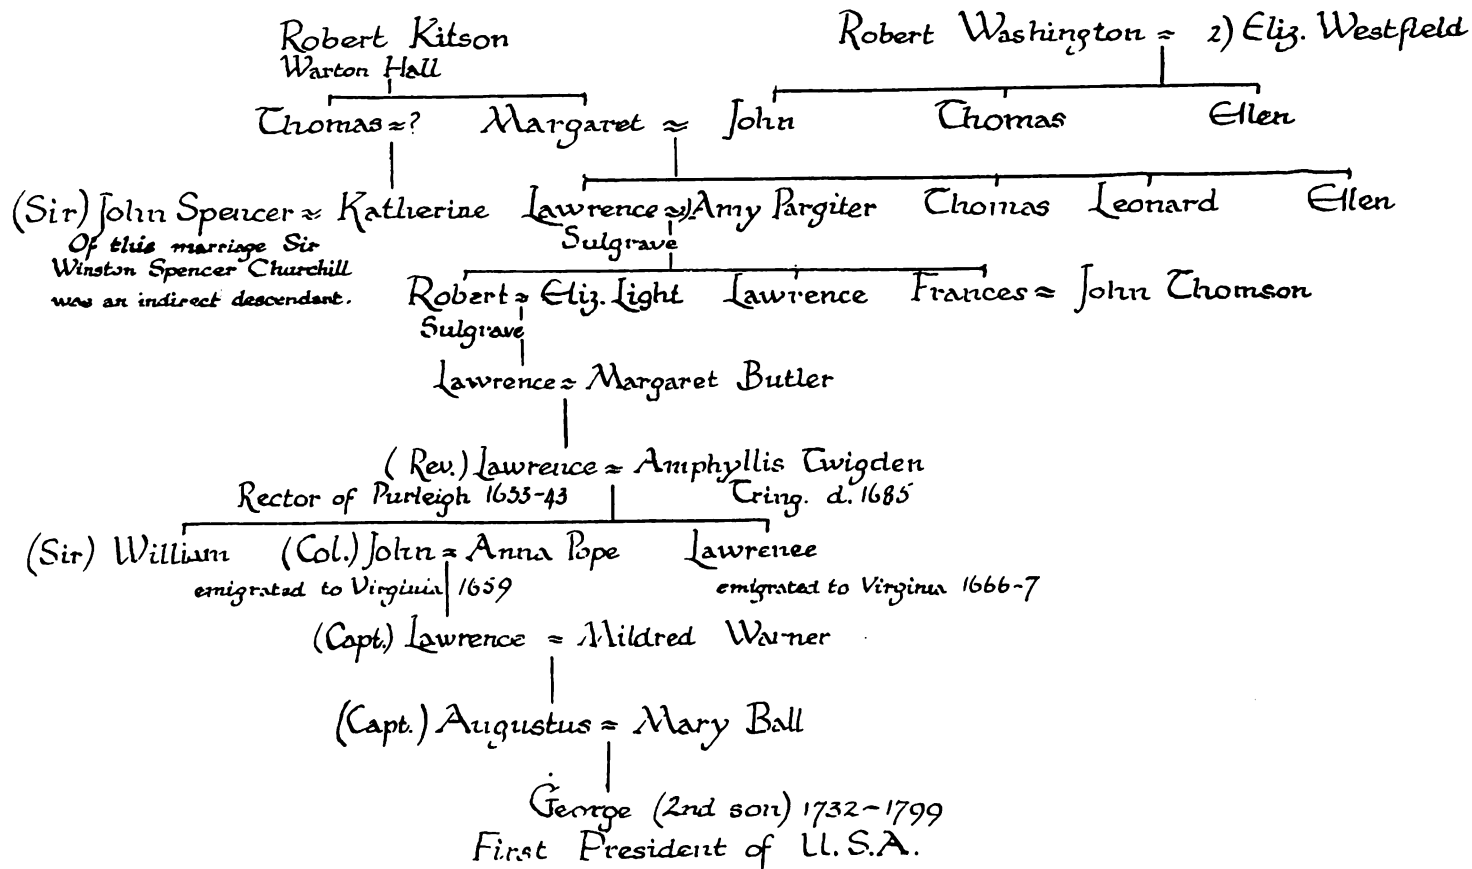 Robert Kitson
Robert Washington = 2) Eliz. Westfield
Warton Hall
Thomas = ? Margaret = John Thomas Ellen
(Sir) John Spencer = Katherine Lawrence = 2) Amy Pargiter Thomas Leonard Ellen
Of this marriage Sir
Winston Spencer Churchill
was an indirect descendant.
Sulgrave
Robert = Eliz. Light Lawrence Frances = John Thomson
Sulgrave
Lawrence = Margaret Butler
(Rev.) Lawrence = Amphyllis Twigden
Rector of Purleigh 1633-43 Tring. d. 1685
(Sir) William (Col.) John = Anna Pope Lawrence
emigrated to Virginia 1659 emigrated to Virginia 1666-7
(Capt.) Lawrence = Mildred Warner
(Capt.) Augustus = Mary Ball
George (2nd son) 1732-1799
First President of U.S.A.